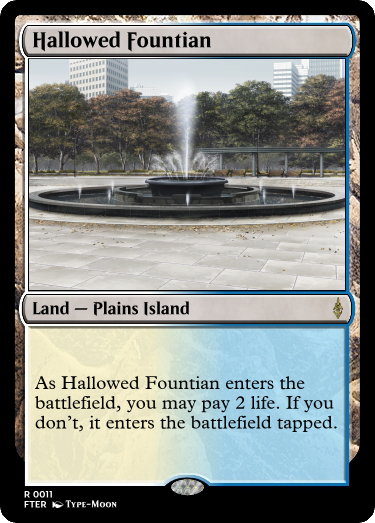 Hallowed Fountian
Land — Plains Island
As Hallowed Fountian enters the
battlefield, you may pay 2 life. If you
don't, it enters the battlefield tapped.
R 0011
FTER Type-Moon